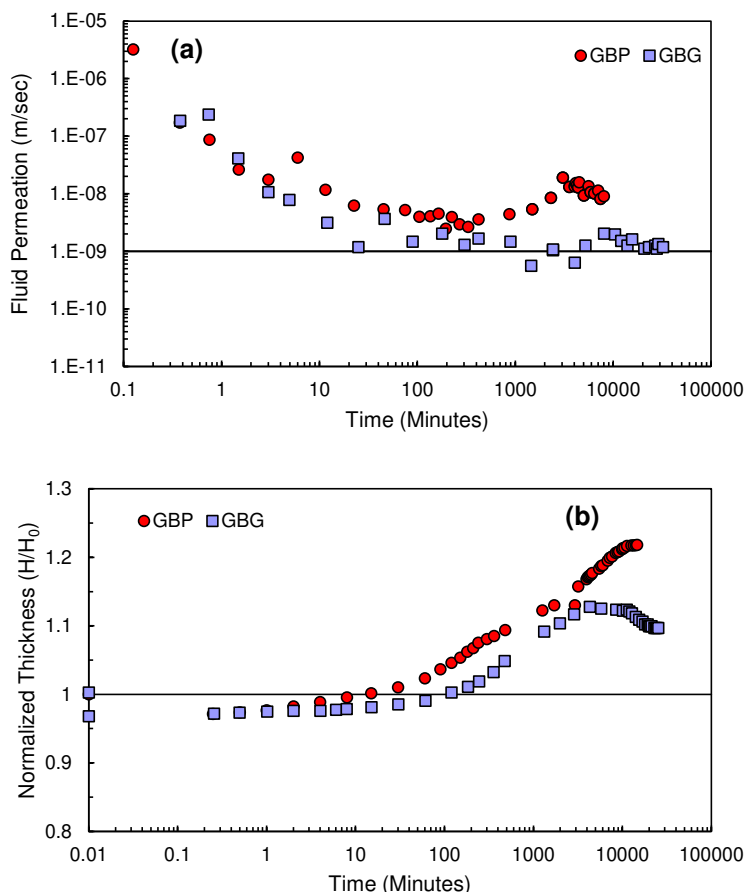 1.E-05
(a)
GBP
GBG
1.E-06
1.E-07
1.E-08
1.E-09
1.E-10
1.E-11
Fluid Permeation (m/sec)
0.1 1 10 100 1000 10000 100000
Time (Minutes)
1.3
GBP
GBG
(b)
1.2
1.1
1
0.9
0.8
Normalized Thickness (H/H₀)
0.01 0.1 1 10 100 1000 10000 100000
Time (Minutes)